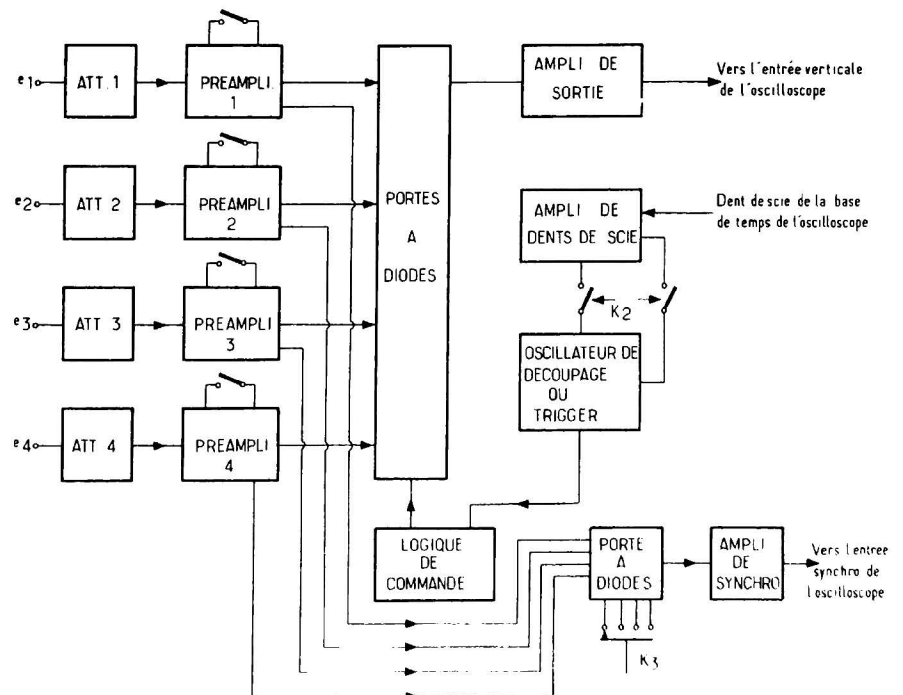 e1
ATT. 1
PREAMPLI.
1
e2
ATT 2
PREAMPLI
2
e3
ATT 3
PREAMPLI
3
e4
ATT 4
PREAMPLI
4
PORTES
A
DIODES
AMPLI DE
SORTIE
Vers l'entrée verticale
de l'oscilloscope
AMPLI DE
DENTS DE SCIE
Dent de scie de la base
de temps de l'oscilloscope
K2
OSCILLATEUR DE
DECOUPAGE
OU
TRIGGER
LOGIQUE
DE
COMMANDE
PORTE
A
DIODES
AMPLI
DE
SYNCHRO
Vers l'entree
synchro de
l oscilloscope
K3